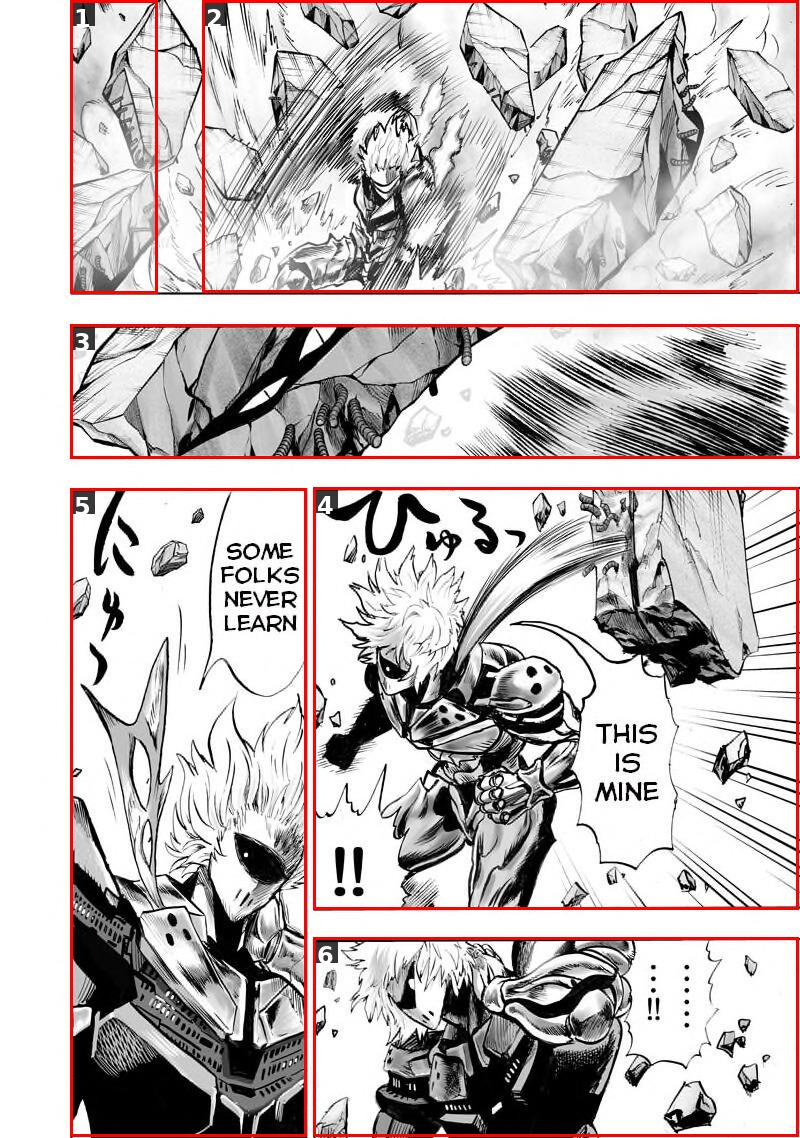 1
2
3
4
ひゅるっ
THIS
IS
MINE
!!
5
にゅっ
SOME
FOLKS
NEVER
LEARN
6
......
....!!